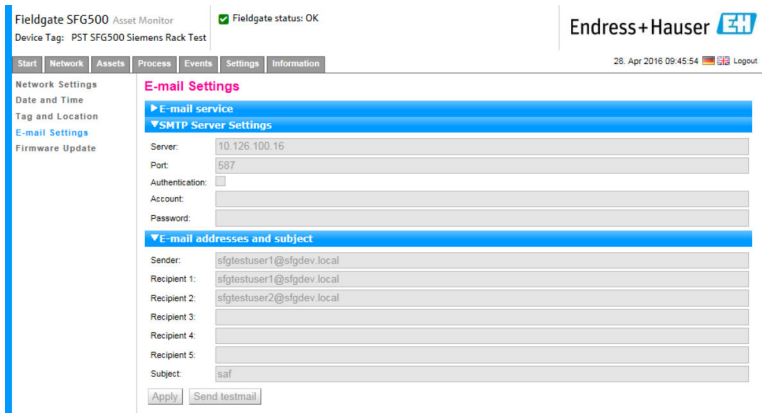 Fieldgate SFG500 Asset Monitor
Device Tag: PST SFG500 Siemens Rack Test
Fieldgate status: OK
Endress+Hauser EH
Start Network Assets Process Events Settings Information
28. Apr 2016 09:45:54 Logout
Network Settings
Date and Time
Tag and Location
E-mail Settings
Firmware Update
E-mail Settings
E-mail service
SMTP Server Settings
Server: 10.126.100.16
Port: 587
Authentication:
Account:
Password:
E-mail addresses and subject
Sender: sfgtestuser1@sfgdev.local
Recipient 1: sfgtestuser1@sfgdev.local
Recipient 2: sfgtestuser2@sfgdev.local
Recipient 3:
Recipient 4:
Recipient 5:
Subject: saf
Apply Send testmail